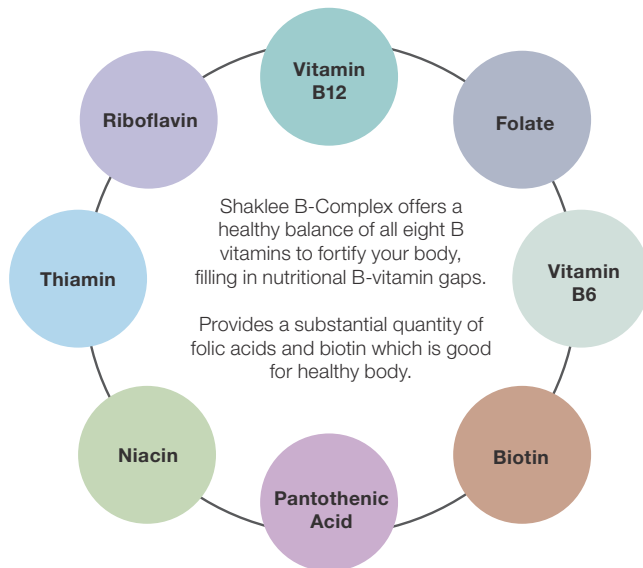 Vitamin
B12
Riboflavin
Folate
Shaklee B-Complex offers a
healthy balance of all eight B
vitamins to fortify your body,
filling in nutritional B-vitamin gaps.
Thiamin
Vitamin
B6
Provides a substantial quantity of
folic acids and biotin which is good
for healthy body.
Niacin
Biotin
Pantothenic
Acid